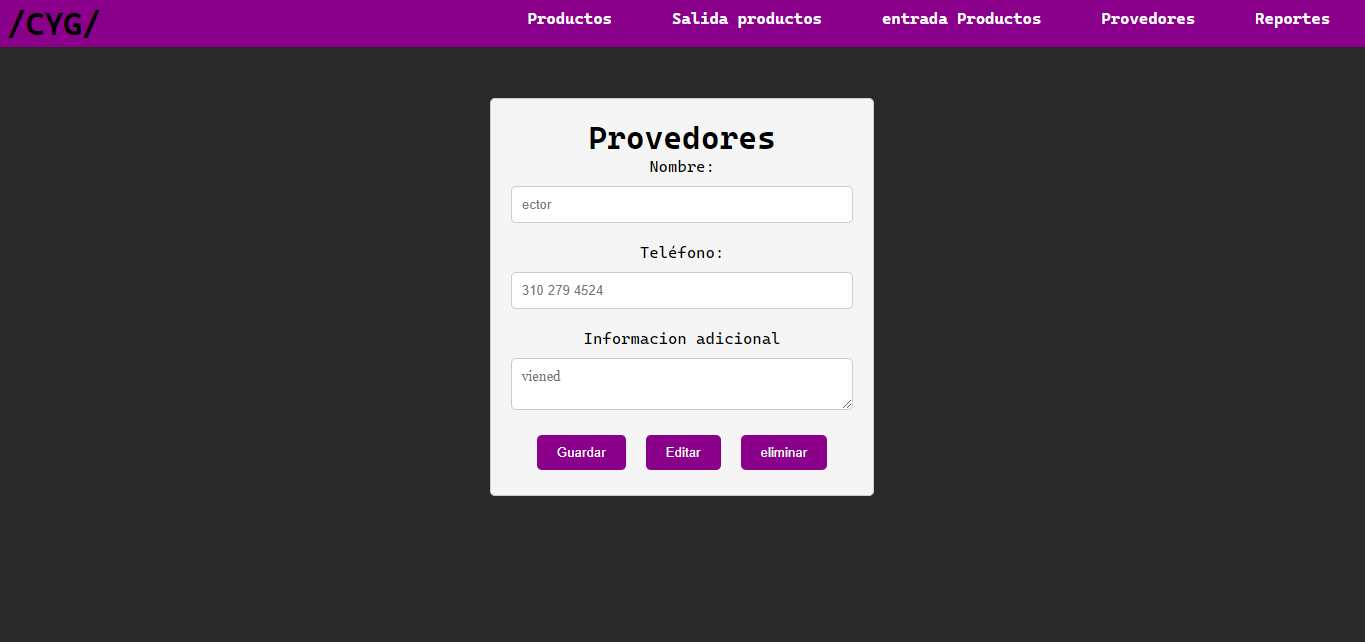 /CYG/ Productos Salida productos entrada Productos Provedores Reportes
Provedores
Nombre:
ector
Teléfono:
310 279 4524
Informacion adicional
viened
Guardar Editar eliminar